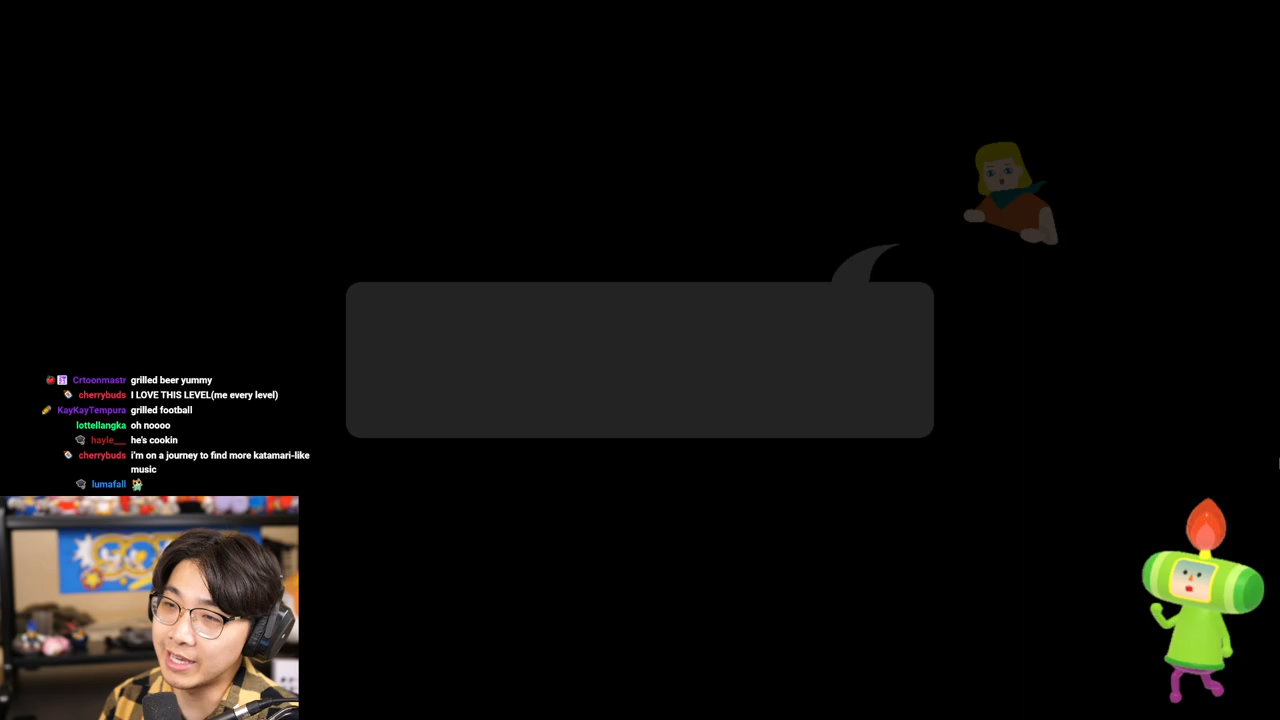 Crtoonmastr grilled beer yummy
cherrybuds I LOVE THIS LEVEL(me every level)
KayKayTempura grilled football
lottellangka oh noooo
hayle___ he's cookin
cherrybuds i'm on a journey to find more katamari-like
music
lumafall